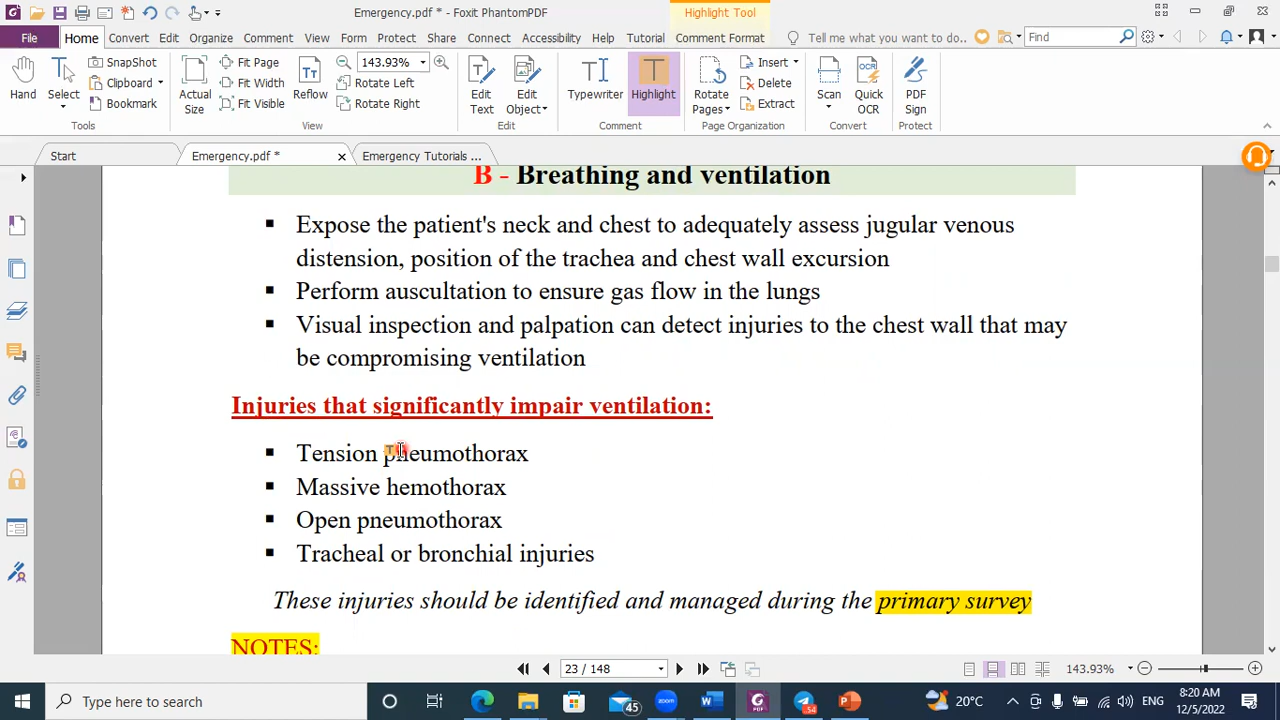 Emergency.pdf * - Foxit PhantomPDF
Highlight Tool
File Home Convert Edit Organize Comment View Form Protect Share Connect Accessibility Help Tutorial Comment Format Tell me what you want to do.. Find
Hand
Select
SnapShot
Clipboard
Bookmark
Tools
Actual Size
Fit Page
Fit Width
Fit Visible
Reflow
143.93%
Rotate Left
Rotate Right
View
Edit Text
Edit Object
Edit
Typewriter
Highlight
Comment
Rotate Pages
Insert
Delete
Extract
Page Organization
Scan
Quick OCR
Convert
PDF Sign
Protect
Start Emergency.pdf * Emergency Tutorials ...
B - Breathing and ventilation
▪ Expose the patient's neck and chest to adequately assess jugular venous
distension, position of the trachea and chest wall excursion
▪ Perform auscultation to ensure gas flow in the lungs
▪ Visual inspection and palpation can detect injuries to the chest wall that may
be compromising ventilation
Injuries that significantly impair ventilation:
▪ Tension pneumothorax
▪ Massive hemothorax
▪ Open pneumothorax
▪ Tracheal or bronchial injuries
These injuries should be identified and managed during the primary survey
NOTES:
23 / 148
143.93%
Type here to search
45
zoom
54
20°C
ENG
8:20 AM
12/5/2022